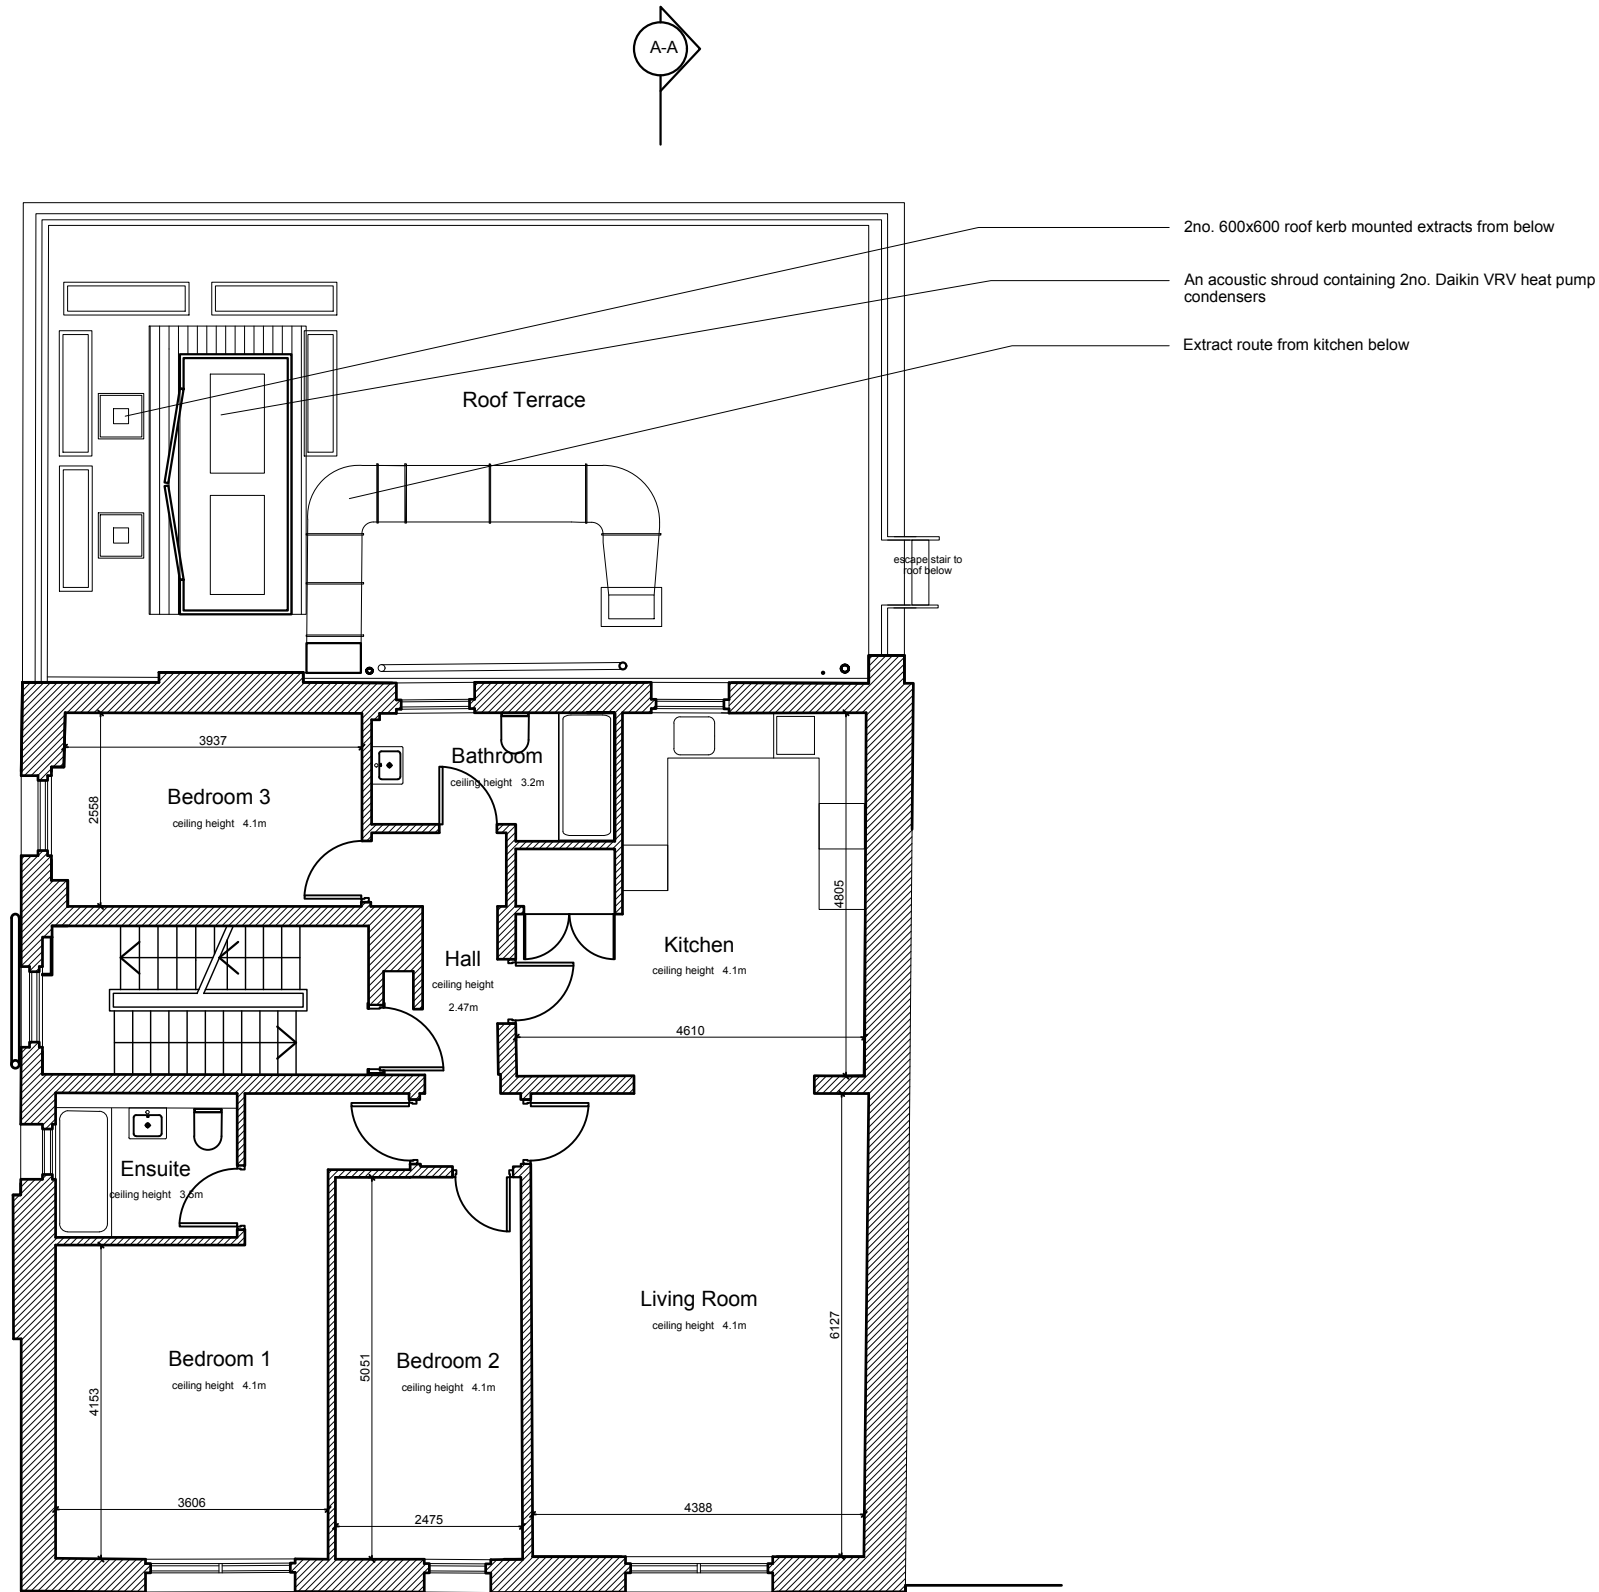 A-A
2no. 600x600 roof kerb mounted extracts from below
An acoustic shroud containing 2no. Daikin VRV heat pump
condensers
Extract route from kitchen below
Roof Terrace
escape stair to
roof below
3937
2558
Bedroom 3
ceiling height 4.1m
Bathroom
ceiling height 3.2m
4805
Kitchen
ceiling height 4.1m
4610
Hall
ceiling height
2.47m
Ensuite
ceiling height 3.5m
Living Room
ceiling height 4.1m
6127
Bedroom 1
ceiling height 4.1m
4153
5051
Bedroom 2
ceiling height 4.1m
3606
2475
4388